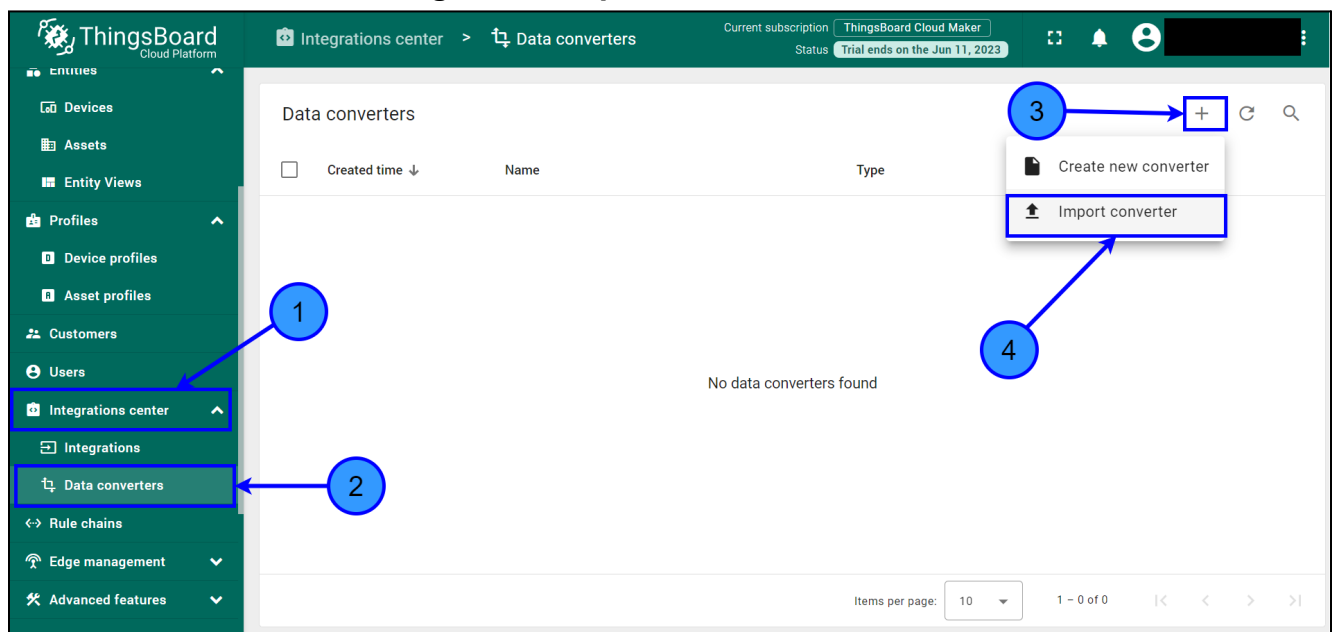 ThingsBoard
Cloud Platform
Integrations center > Data converters
Current subscription ThingsBoard Cloud Maker
Status Trial ends on the Jun 11, 2023
Entities
Devices
Assets
Entity Views
Profiles
D Device profiles
A Asset profiles
Customers
Users
Integrations center
Integrations
Data converters
Rule chains
Edge management
Advanced features
Data converters
3
Created time Name Type
Create new converter
Import converter
1
4
No data converters found
2
Items per page: 10 1 – 0 of 0